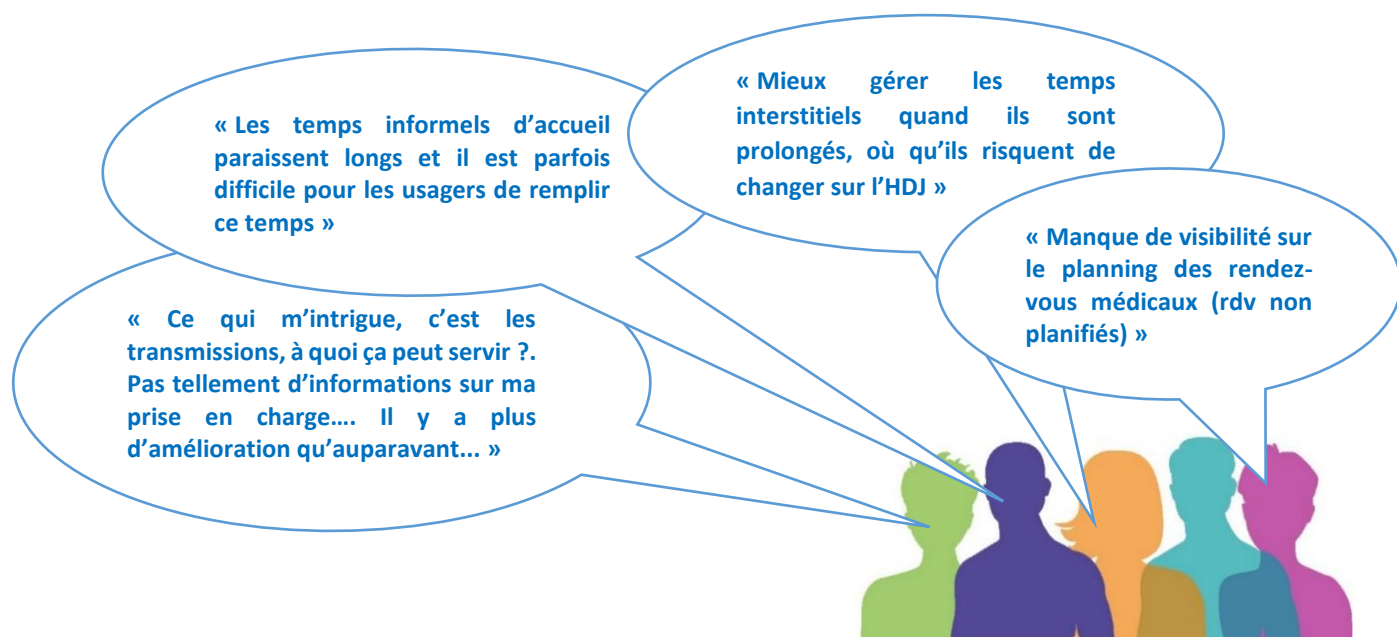 « Les temps informels d’accueil
paraissent longs et il est parfois
difficile pour les usagers de remplir
ce temps »
« Mieux gérer les temps
interstitiels quand ils sont
prolongés, où qu’ils risquent de
changer sur l’HDJ »
« Manque de visibilité sur
le planning des rendez-
vous médicaux (rdv non
planifiés) »
« Ce qui m’intrigue, c’est les
transmissions, à quoi ça peut servir ?.
Pas tellement d’informations sur ma
prise en charge…. Il y a plus
d’amélioration qu’auparavant... »